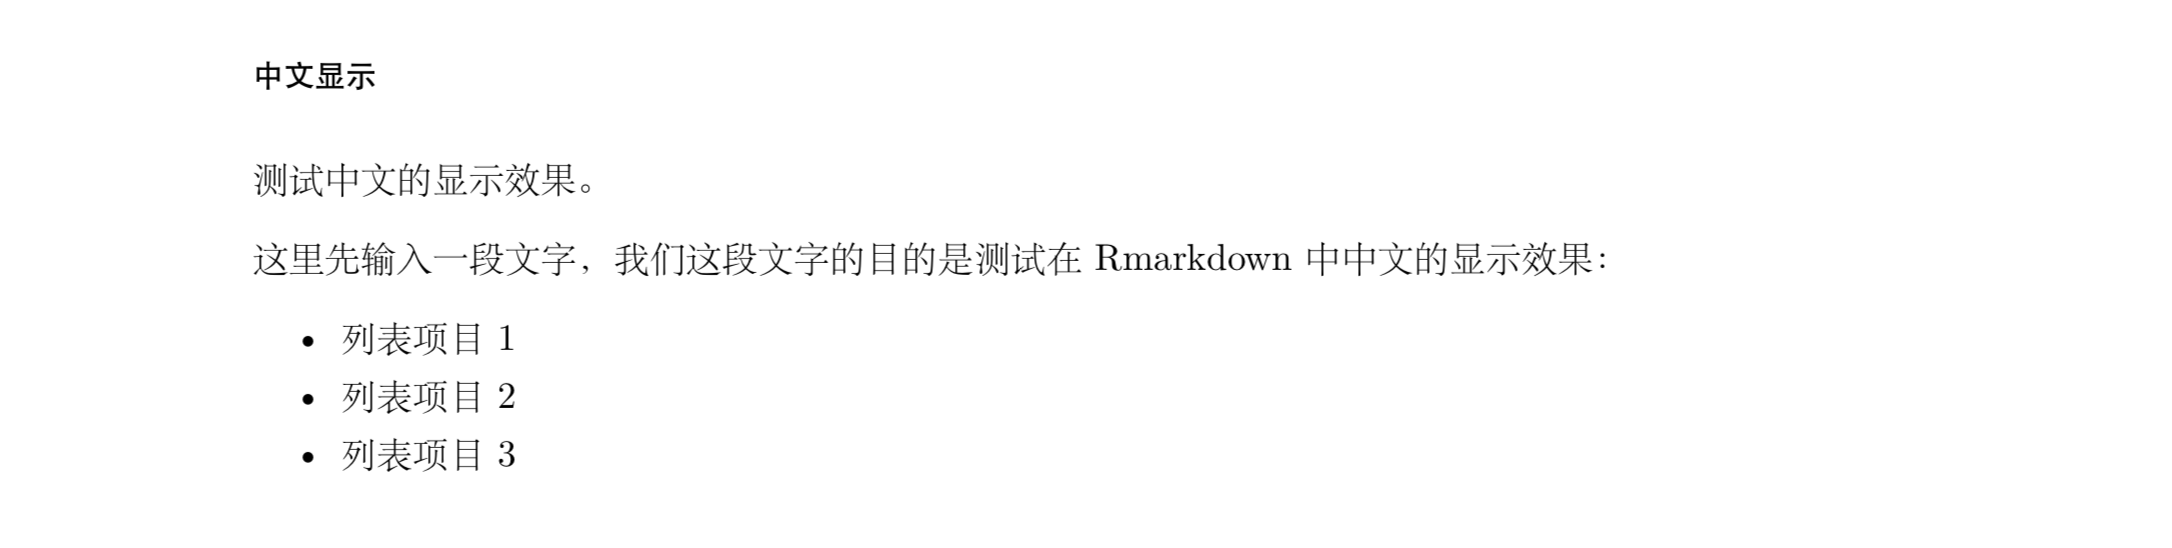 中文显示
测试中文的显示效果。
这里先输入一段文字，我们这段文字的目的是测试在 Rmarkdown 中中文的显示效果：
• 列表项目 1
• 列表项目 2
• 列表项目 3